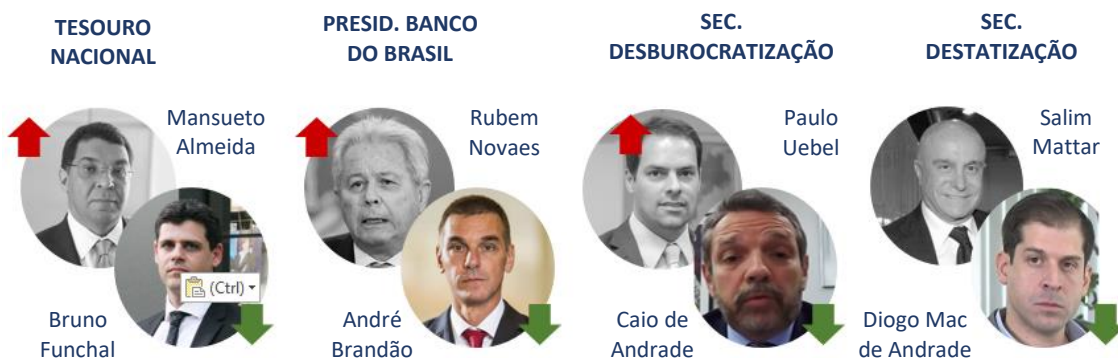 TESOURO
NACIONAL
PRESID. BANCO
DO BRASIL
SEC.
DESBUROCRATIZAÇÃO
SEC.
DESTATIZAÇÃO
Mansueto
Almeida
Rubem
Novaes
Paulo
Uebel
Salim
Mattar
(Ctrl)
Bruno
Funchal
André
Brandão
Caio de
Andrade
Diogo Mac
de Andrade